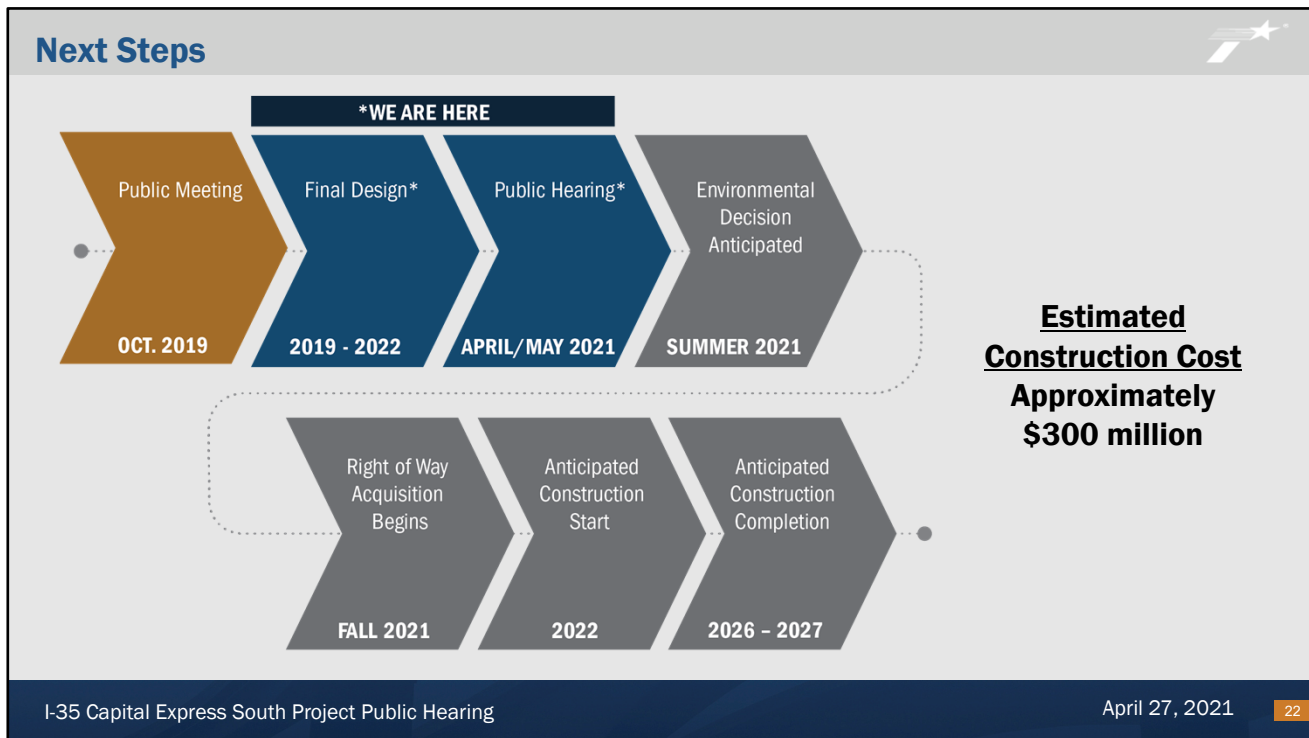 Next Steps
*WE ARE HERE
Public Meeting
OCT. 2019
Final Design*
2019 - 2022
Public Hearing*
APRIL/MAY 2021
Environmental
Decision
Anticipated
SUMMER 2021
Right of Way
Acquisition
Begins
FALL 2021
Anticipated
Construction
Start
2022
Anticipated
Construction
Completion
2026 – 2027
Estimated
Construction Cost
Approximately
$300 million
I-35 Capital Express South Project Public Hearing
April 27, 2021
22